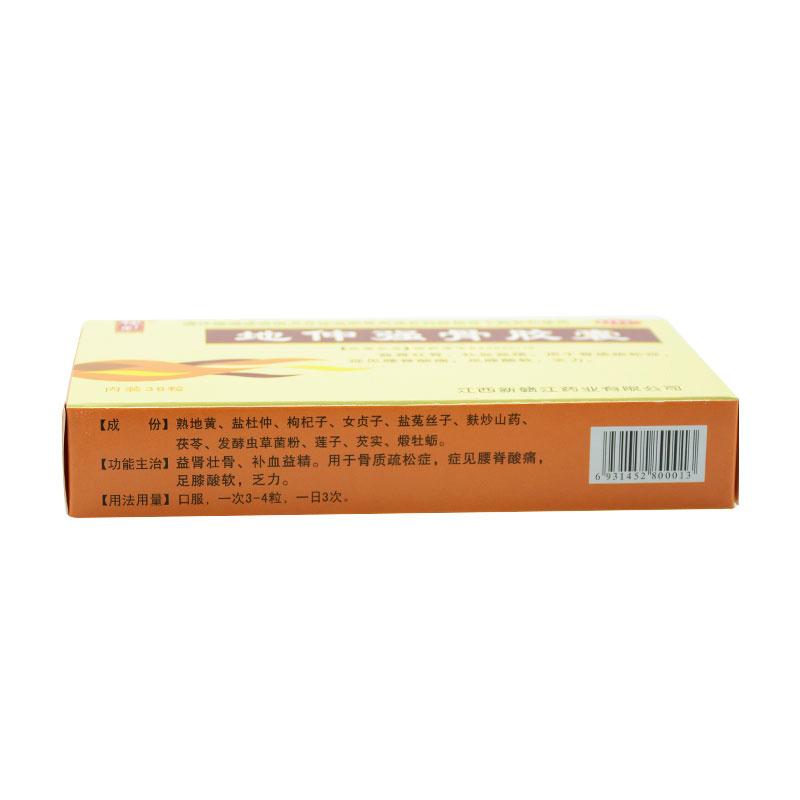 地仲强骨胶囊
益肾壮骒、补血益精。用于骨质疏松症，
症见腰脊酸痛，足膝酸软，乏力。
内装36粒
江西新赣江药业有限公司
【成 份】熟地黄、盐杜仲、枸杞子、女贞子、盐菟丝子、麸炒山药、
茯苓、发酵虫草菌粉、莲子、芡实、煅牡蛎。
【功能主治】益肾壮骨、补血益精。用于骨质疏松症，症见腰脊酸痛，
足膝酸软，乏力。
【用法用量】口服，一次3-4粒，一日3次。
6 931452 800013